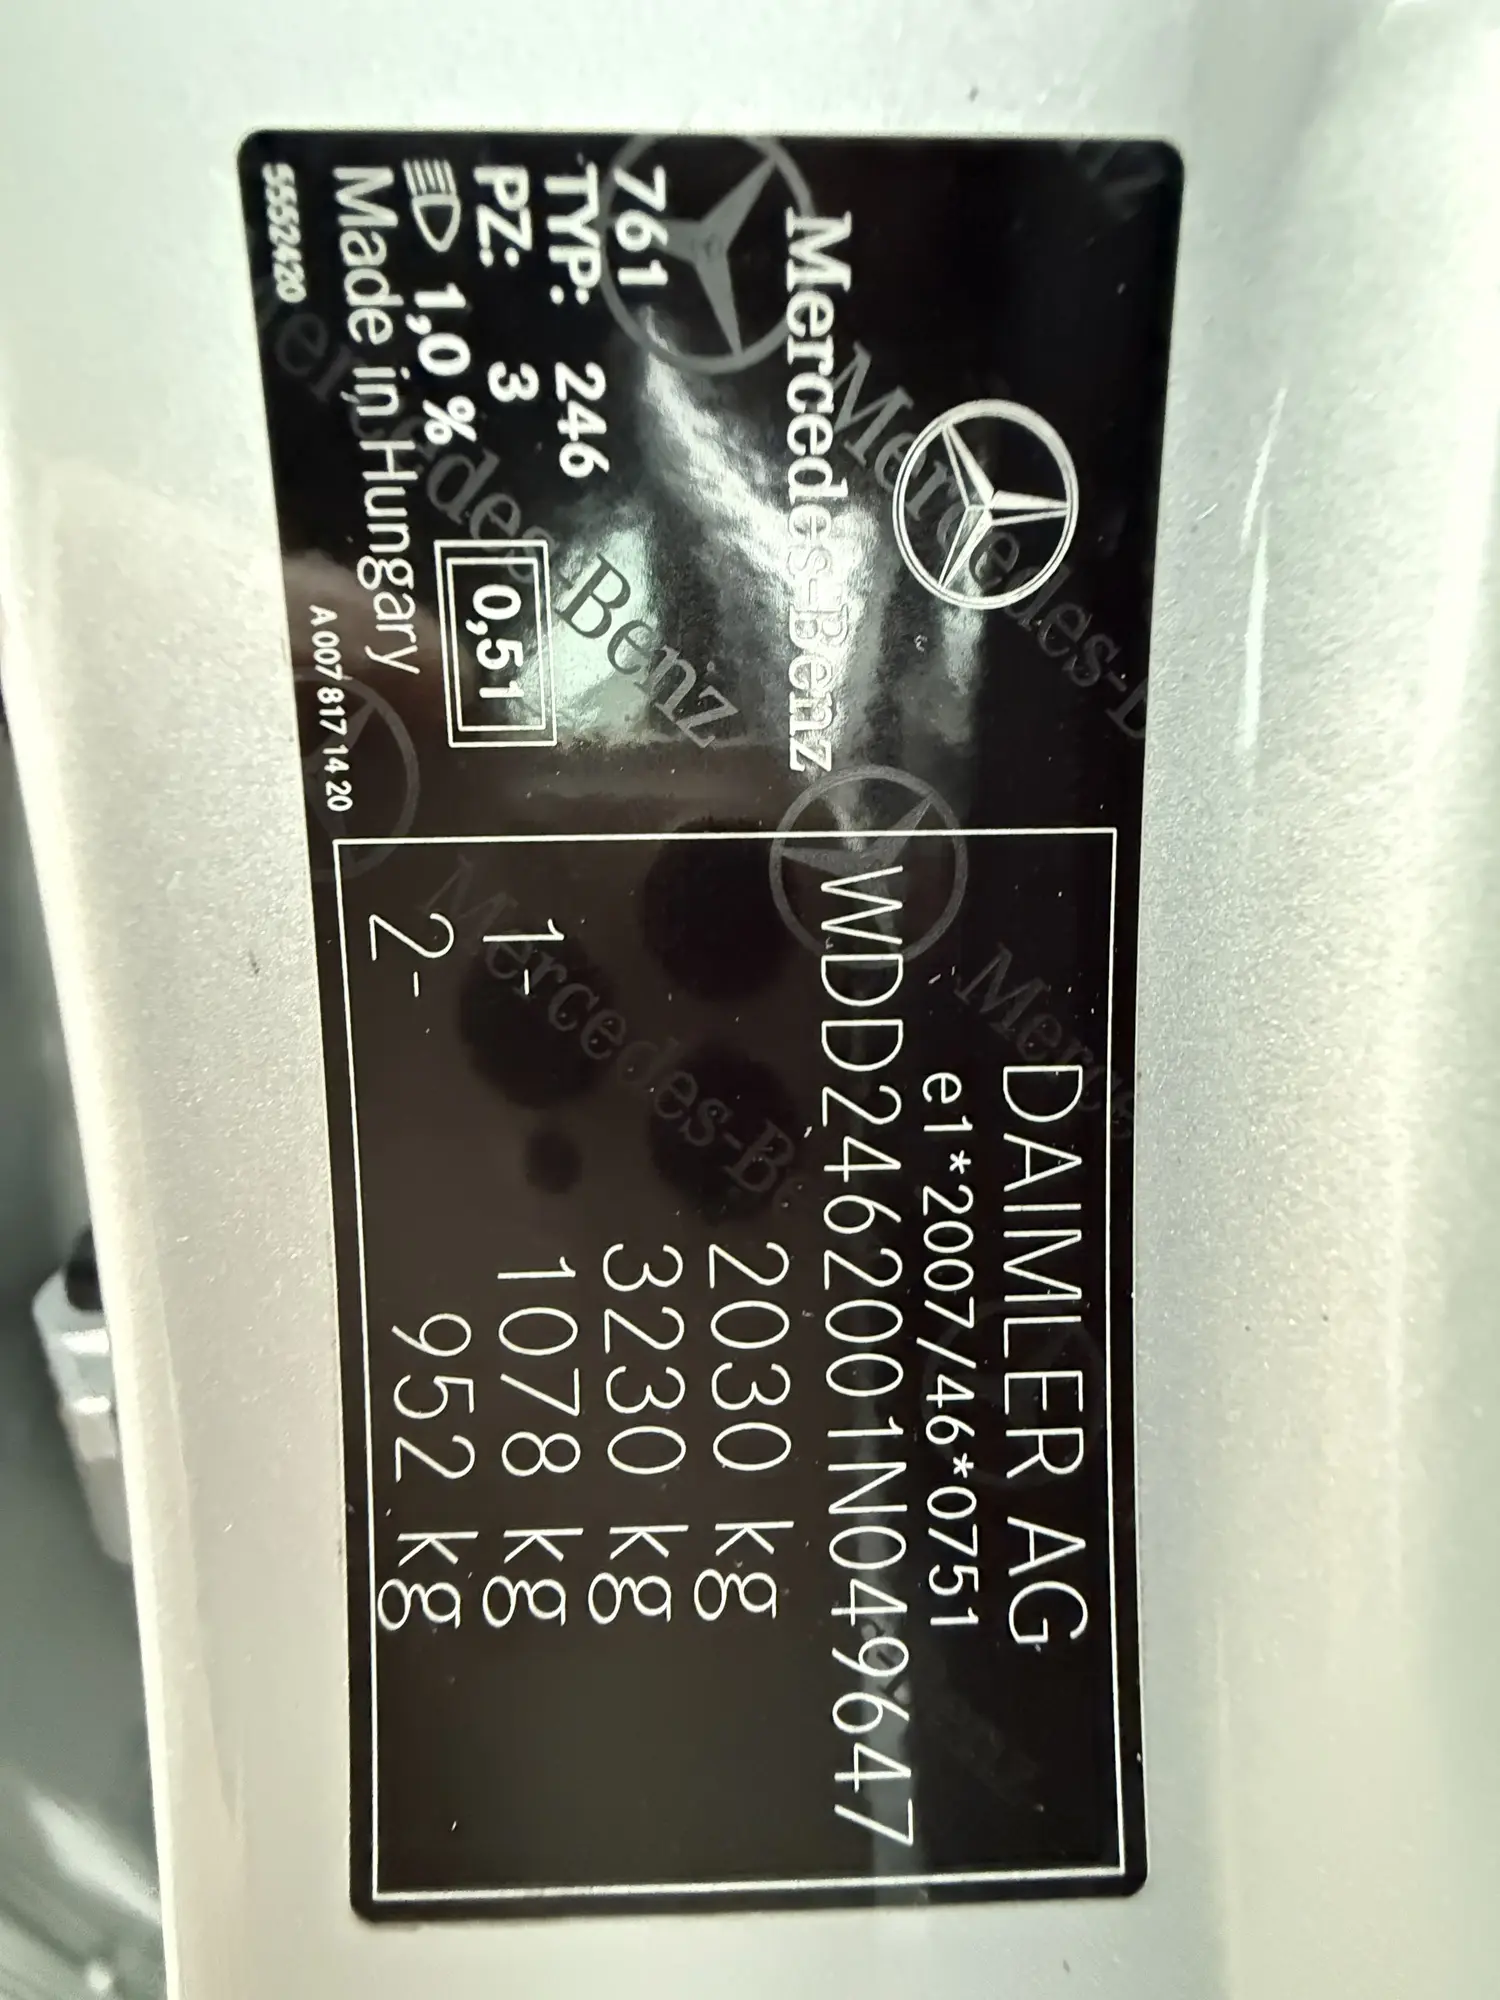 Mercedes-Benz
761
TYP: 246
PZ: 3
1,0 %
0,51
Made in Hungary
5552420
A 007 817 14 20
DAIMLER AG
e1*2007/46*0751
WDD2462001N049647
2030 kg
3230 kg
1- 1078 kg
2- 952 kg